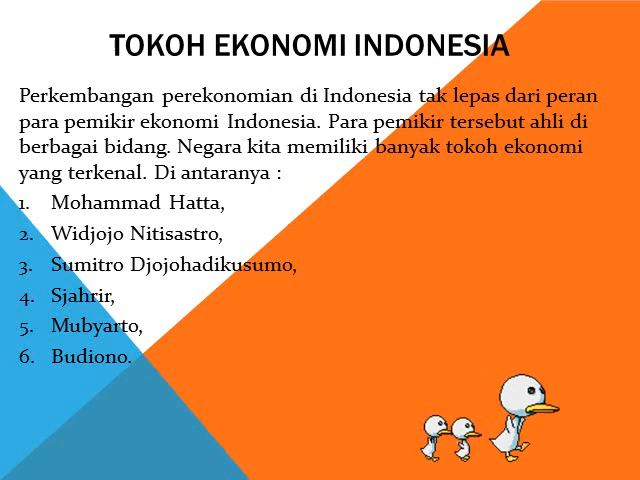 TOKOH EKONOMI INDONESIA
Perkembangan perekonomian di Indonesia tak lepas dari peran
para pemikir ekonomi Indonesia. Para pemikir tersebut ahli di
berbagai bidang. Negara kita memiliki banyak tokoh ekonomi
yang terkenal. Di antaranya :
1. Mohammad Hatta,
2. Widjojo Nitisastro,
3. Sumitro Djojohadikusumo,
4. Sjahrir,
5. Mubyarto,
6. Budiono.